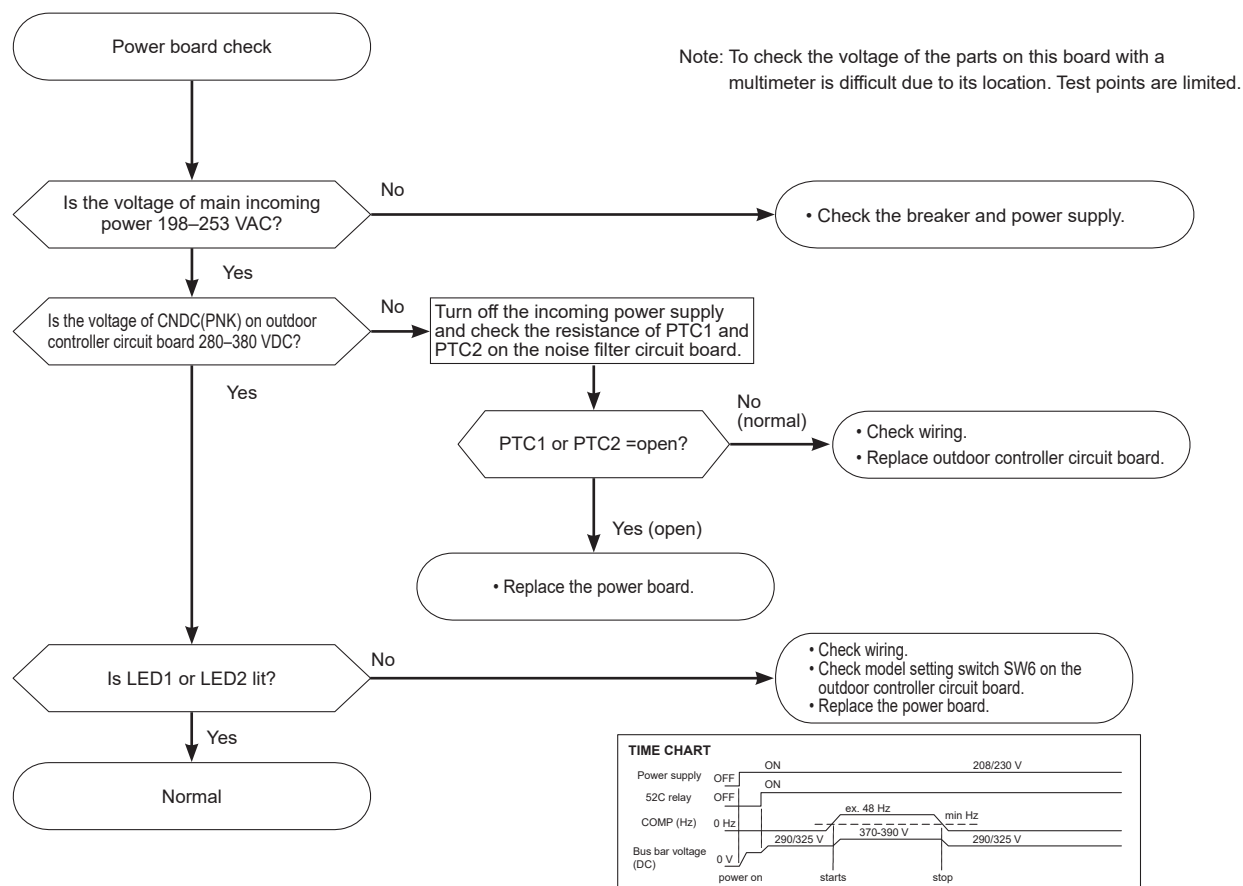 Power board check
Note: To check the voltage of the parts on this board with a
multimeter is difficult due to its location. Test points are limited.
Is the voltage of main incoming
power 198–253 VAC?
No
• Check the breaker and power supply.
Yes
Is the voltage of CNDC(PNK) on outdoor
controller circuit board 280–380 VDC?
No
Turn off the incoming power supply
and check the resistance of PTC1 and
PTC2 on the noise filter circuit board.
Yes
PTC1 or PTC2 =open?
No
(normal)
• Check wiring.
• Replace outdoor controller circuit board.
Yes (open)
• Replace the power board.
Is LED1 or LED2 lit?
No
• Check wiring.
• Check model setting switch SW6 on the
outdoor controller circuit board.
• Replace the power board.
Yes
Normal
TIME CHART
Power supply OFF ON 208/230 V
52C relay OFF ON
COMP (Hz) 0 Hz ex. 48 Hz min Hz
Bus bar voltage
(DC) 0 V 290/325 V 370-390 V 290/325 V
power on starts stop